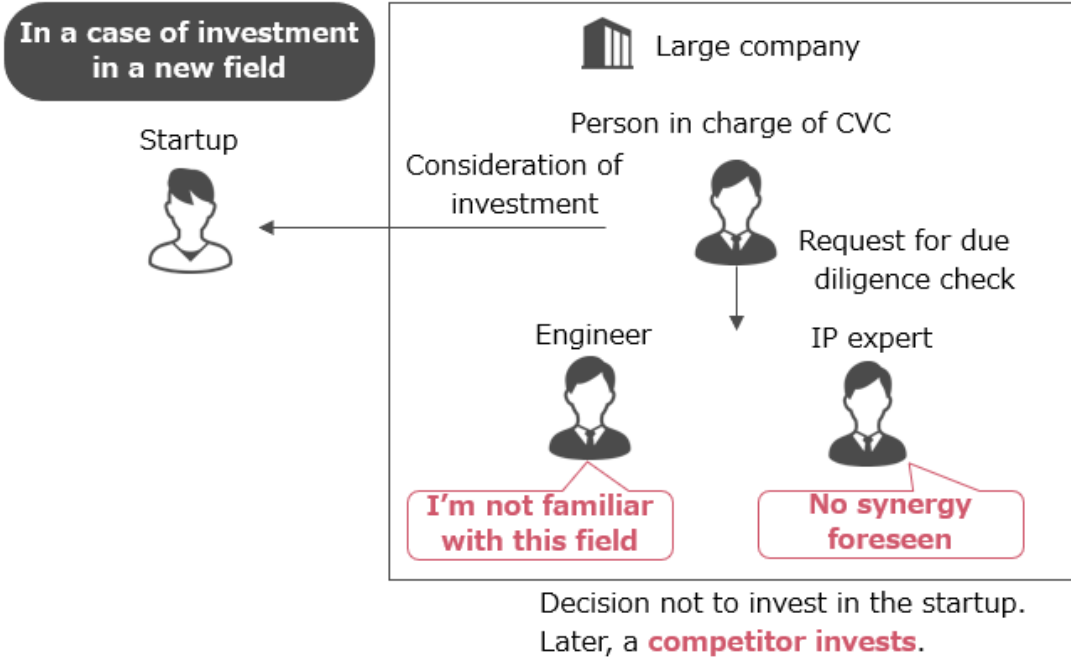 In a case of investment
in a new field
Large company
Person in charge of CVC
Startup
Consideration of
investment
Request for due
diligence check
Engineer
IP expert
I’m not familiar
with this field
No synergy
foreseen
Decision not to invest in the startup.
Later, a competitor invests.